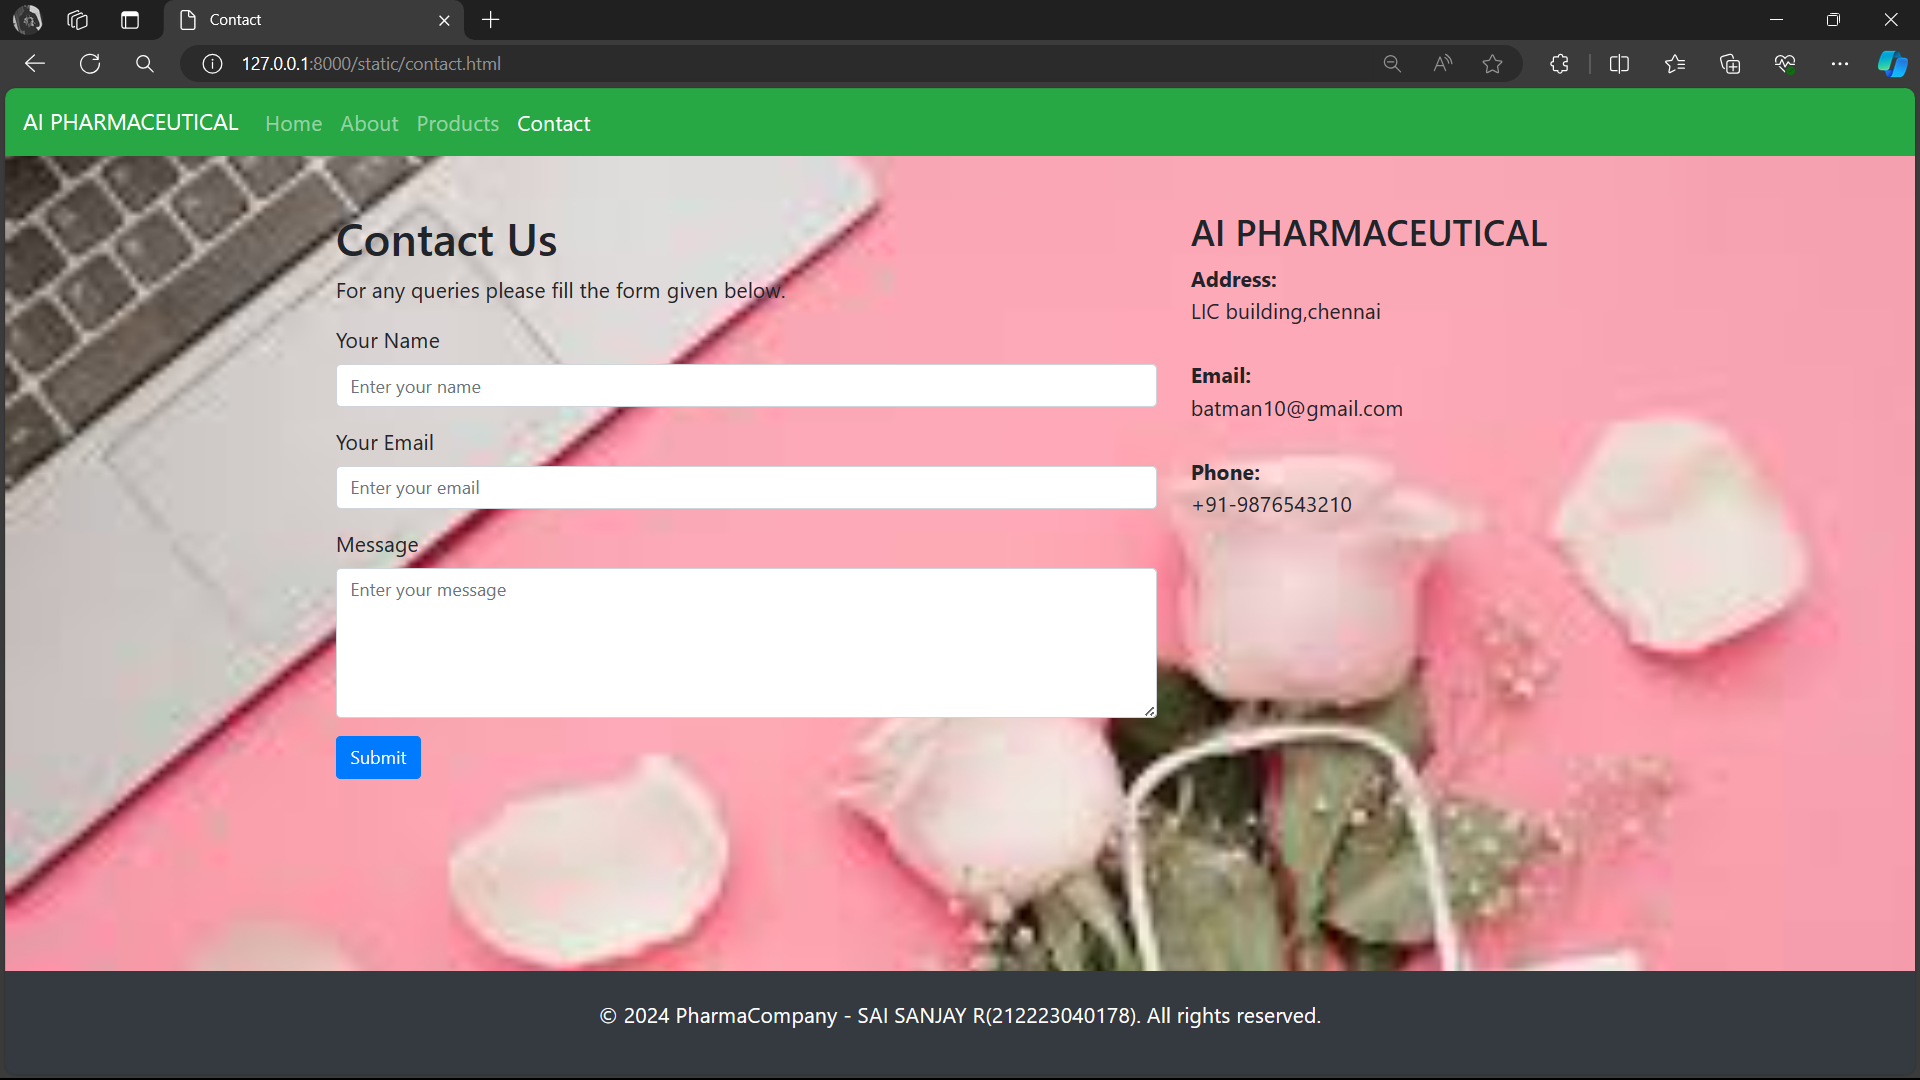 Contact
127.0.0.1:8000/static/contact.html
AI PHARMACEUTICAL Home About Products Contact
Contact Us
For any queries please fill the form given below.
Your Name
Enter your name
Your Email
Enter your email
Message
Enter your message
Submit
AI PHARMACEUTICAL
Address:
LIC building,chennai
Email:
batman10@gmail.com
Phone:
+91-9876543210
© 2024 PharmaCompany - SAI SANJAY R(212223040178). All rights reserved.